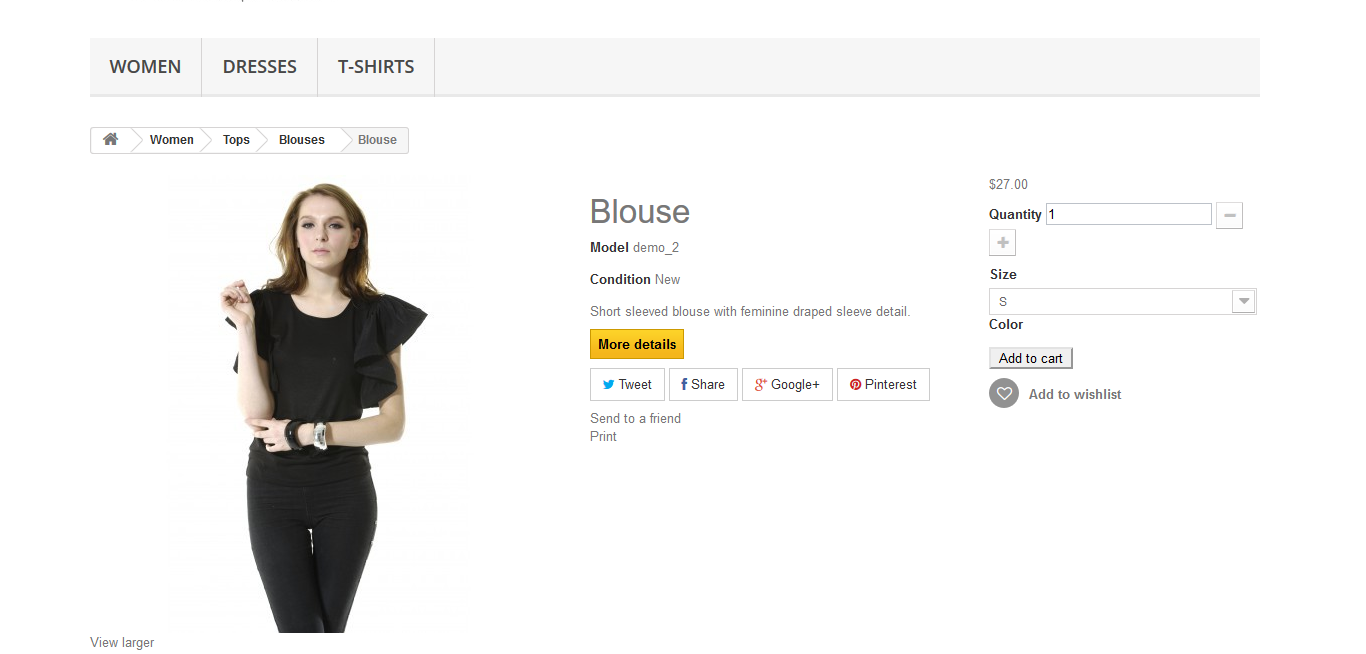 WOMEN DRESSES T-SHIRTS
Women Tops Blouses Blouse
View larger
Blouse
Model demo_2
Condition New
Short sleeved blouse with feminine draped sleeve detail.
More details
Tweet Share Google+ Pinterest
Send to a friend
Print
$27.00
Quantity 1
Size
S
Color
Add to cart
Add to wishlist